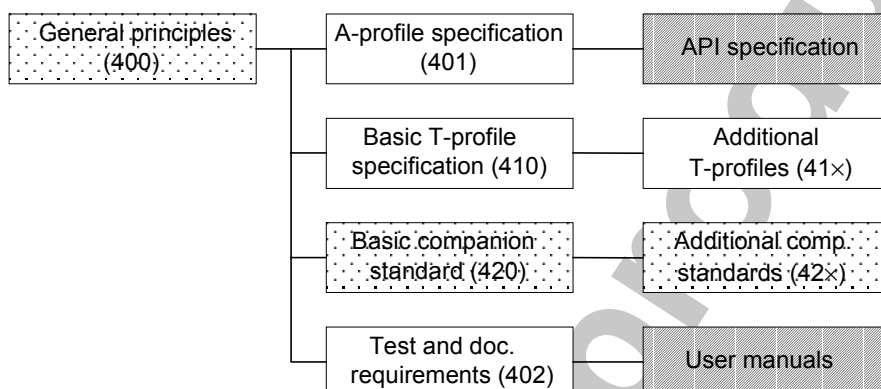 General principles
(400)
A-profile specification
(401)
API specification
Basic T-profile
specification (410)
Additional
T-profiles (41×)
Basic companion
standard (420)
Additional comp.
standards (42×)
Test and doc.
requirements (402)
User manuals